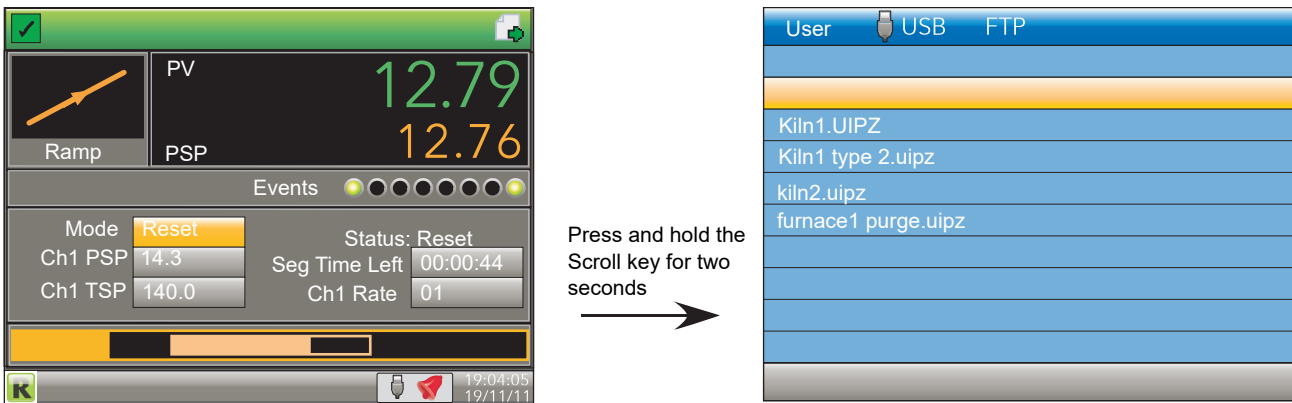 PV 12.79
Ramp PSP 12.76
Events
Mode Reset Status: Reset
Ch1 PSP 14.3 Seg Time Left 00:00:44
Ch1 TSP 140.0 Ch1 Rate 01
K 19:04:05
19/11/11
Press and hold the
Scroll key for two
seconds
User USB FTP
Kiln1.UIPZ
Kiln1 type 2.uipz
kiln2.uipz
furnace1 purge.uipz